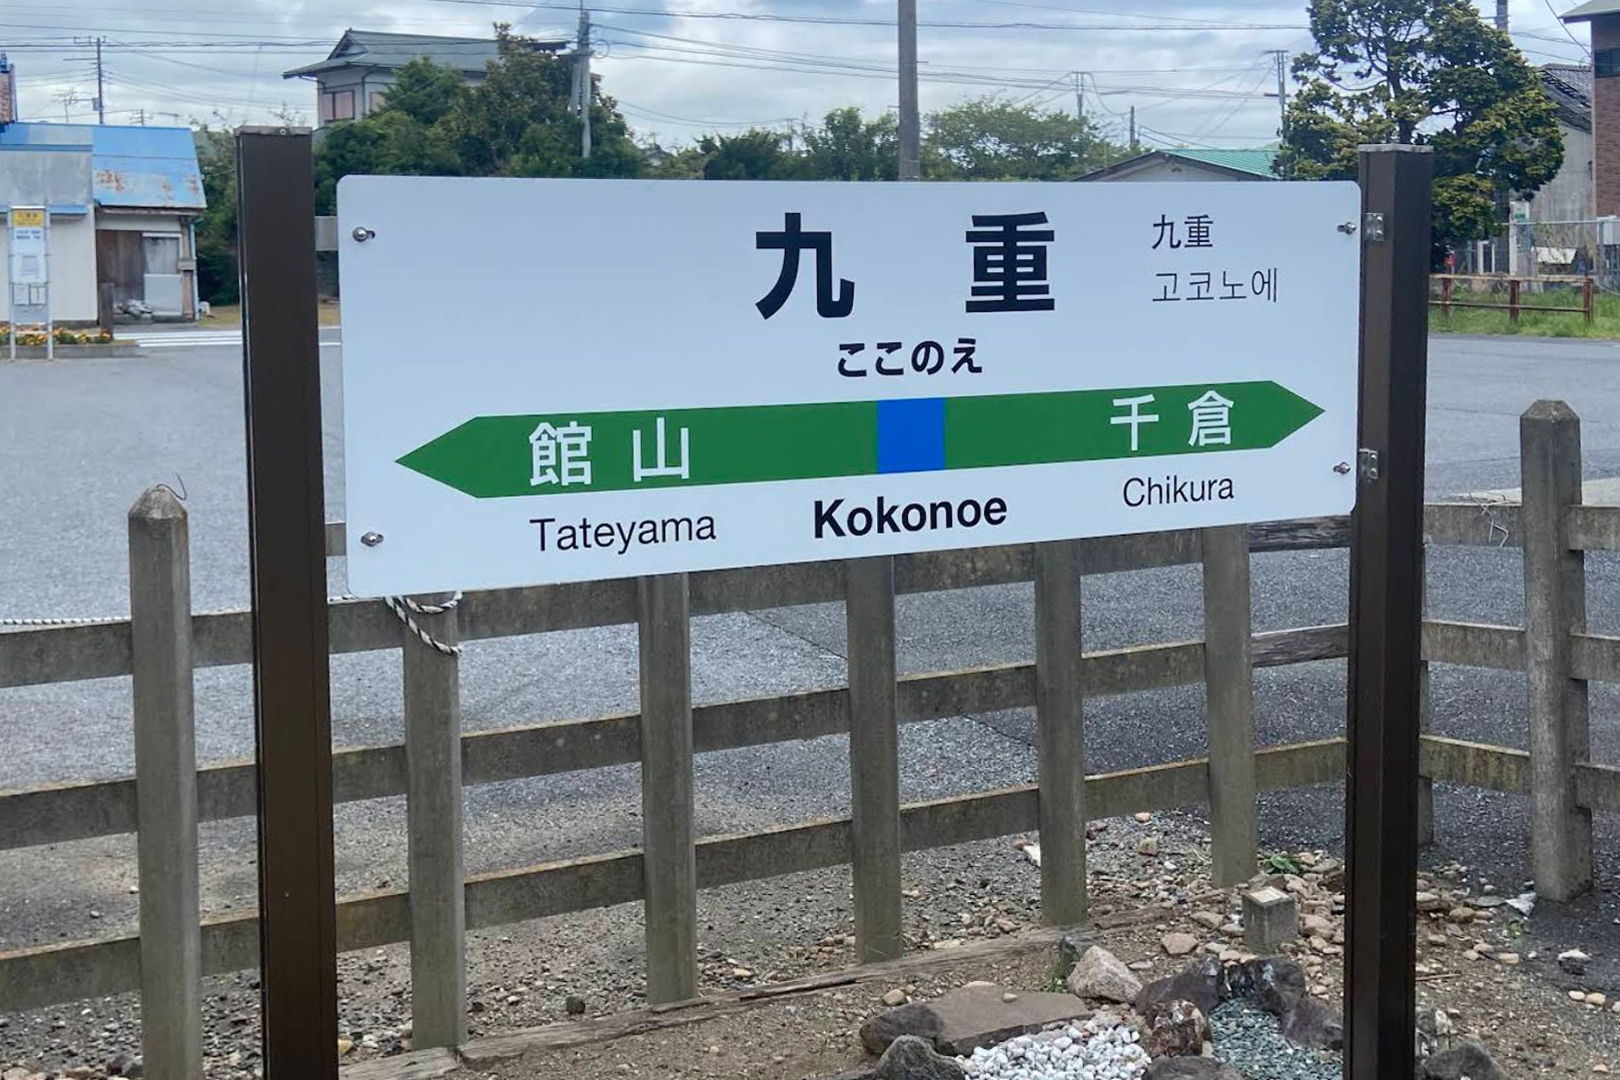 九重
九重
고코노에
ここのえ
館山
千倉
Tateyama
Kokonoe
Chikura